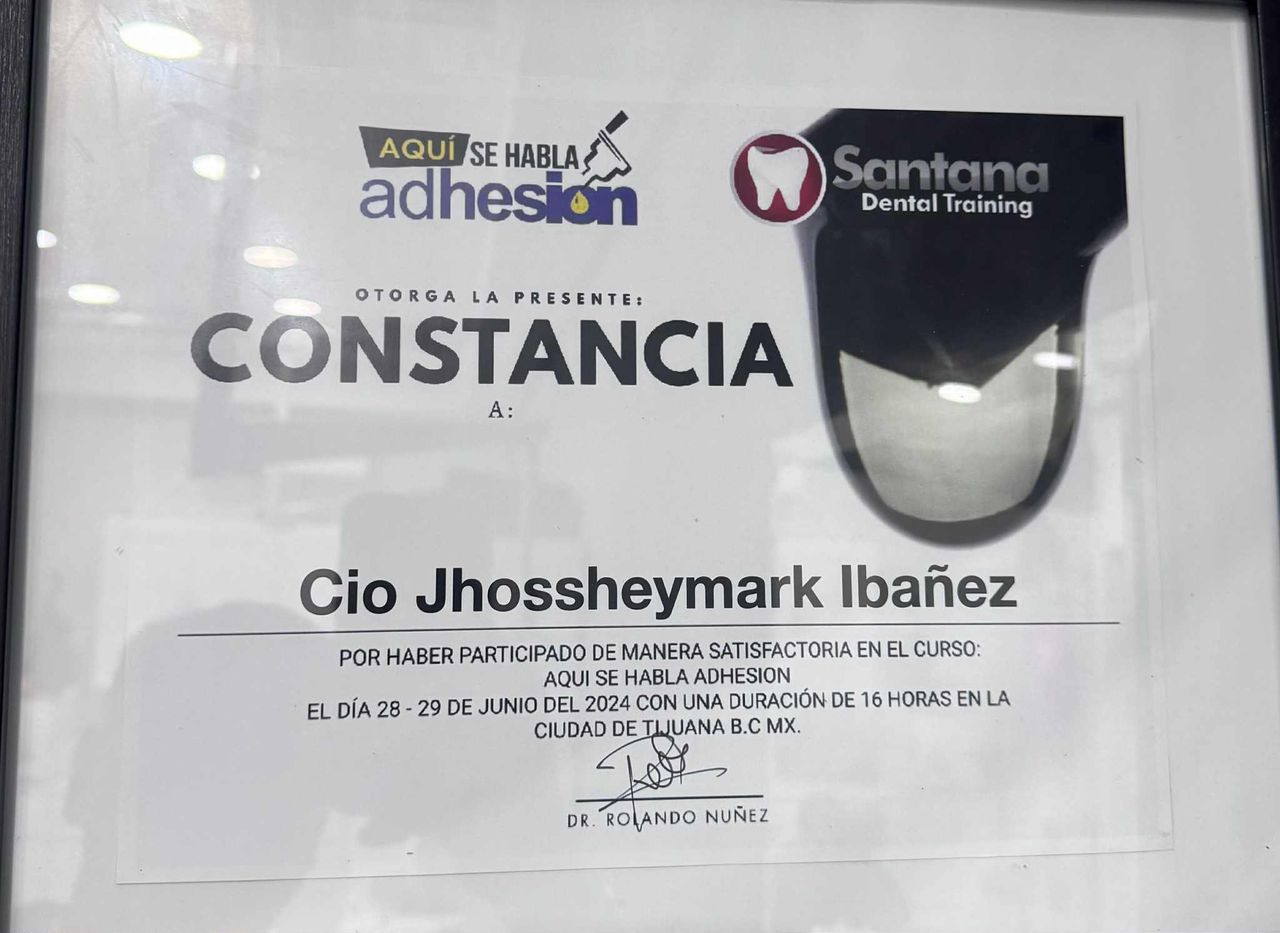 AQUÍ SE HABLA
adhesion
Santana
Dental Training
OTORGA LA PRESENTE:
CONSTANCIA
A:
Cio Jhossheymark Ibañez
POR HABER PARTICIPADO DE MANERA SATISFACTORIA EN EL CURSO:
AQUI SE HABLA ADHESION
EL DÍA 28 - 29 DE JUNIO DEL 2024 CON UNA DURACIÓN DE 16 HORAS EN LA
CIUDAD DE TIJUANA B.C MX.
DR. ROLANDO NUÑEZ